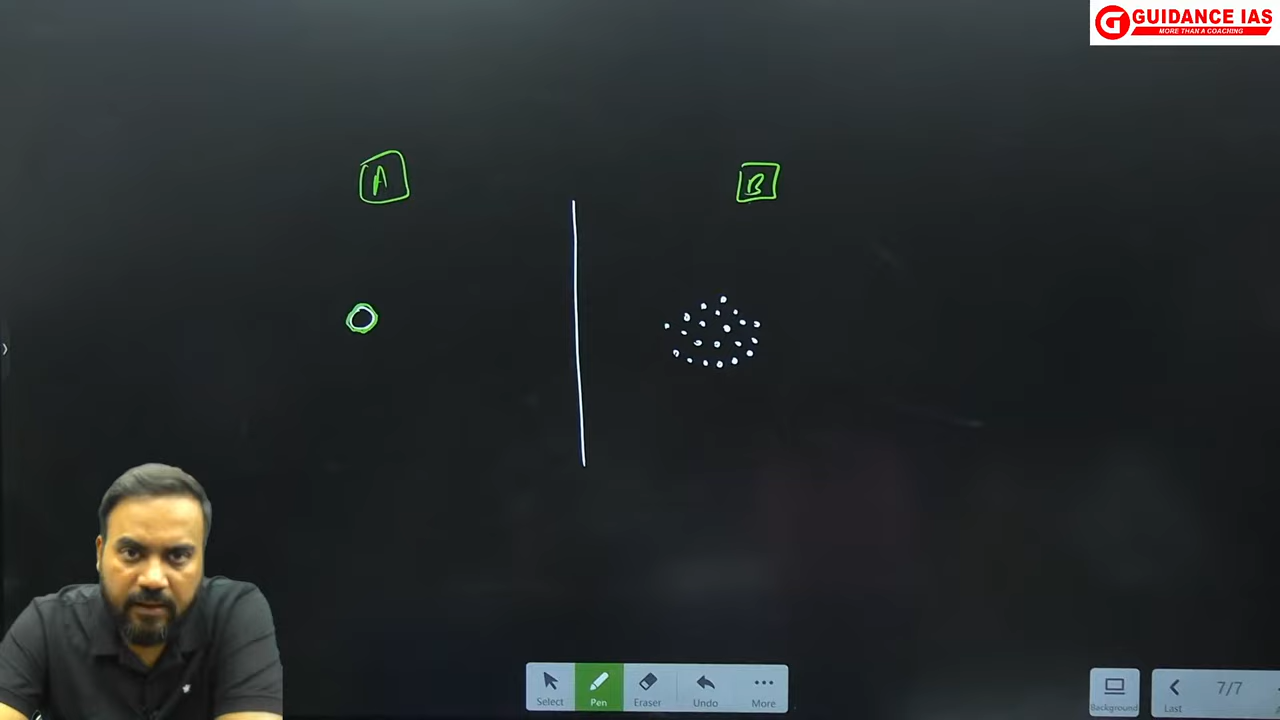 GUIDANCE IAS
MORE THAN A COACHING
A
B
Select
Pen
Eraser
Undo
More
Background
Last
7/7